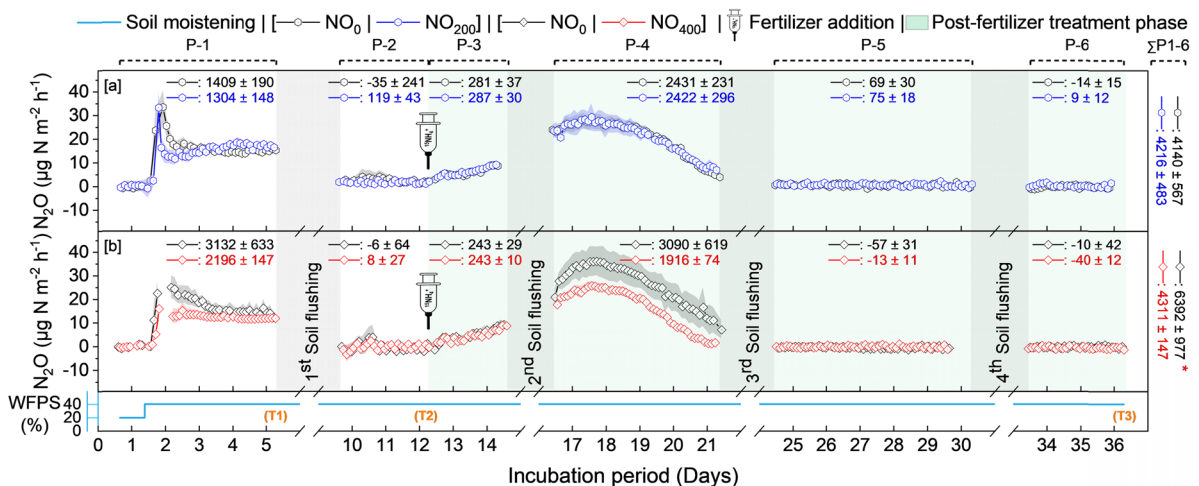 Soil moistening | [ NO0 | NO200] | [ NO0 | NO400] | Fertilizer addition | Post-fertilizer treatment phase
P-1 P-2 P-3 P-4 P-5 P-6 ∑P1-6
[a] : 1409 ± 190 : -35 ± 241 : 281 ± 37 : 2431 ± 231 : 69 ± 30 : -14 ± 15
: 1304 ± 148 : 119 ± 43 : 287 ± 30 : 2422 ± 296 : 75 ± 18 : 9 ± 12
: 4140 ± 567
: 4216 ± 483
N2O (µg N m-2 h-1)
40
30
20
10
0
-10
[b] : 3132 ± 633 : -6 ± 64 : 243 ± 29 : 3090 ± 619 : -57 ± 31 : -10 ± 42
: 2196 ± 147 : 8 ± 27 : 243 ± 10 : 1916 ± 74 : -13 ± 11 : -40 ± 12
: 6392 ± 977 *
: 4311 ± 147
N2O (µg N m-2 h-1)
40
30
20
10
0
-10
1st Soil flushing
2nd Soil flushing
3rd Soil flushing
4th Soil flushing
WFPS
(%)
40
20
0
(T1) (T2) (T3)
0 1 2 3 4 5 10 11 12 13 14 17 18 19 20 21 25 26 27 28 29 30 34 35 36
Incubation period (Days)